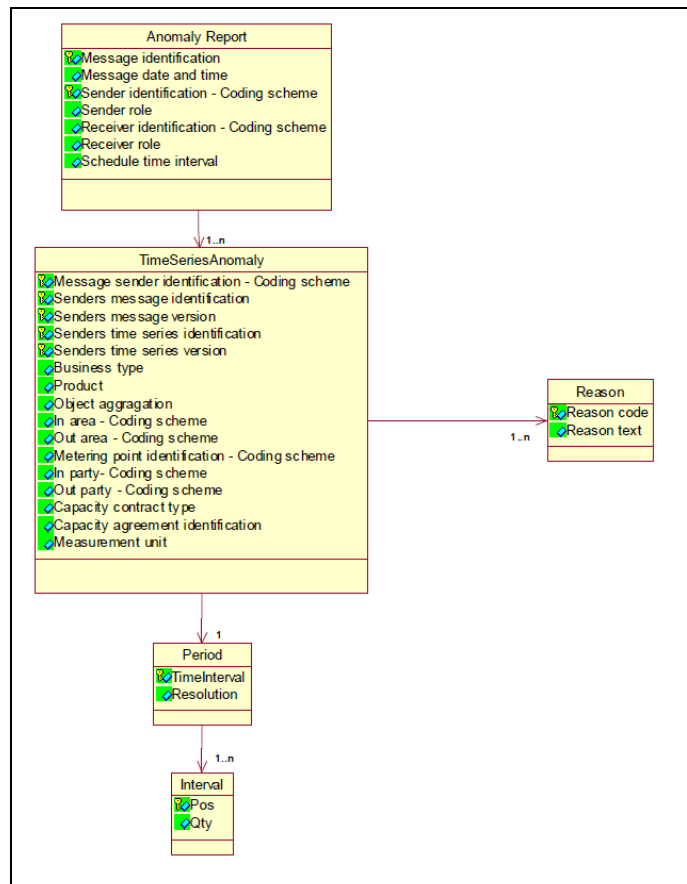 Anomaly Report
Message identification
Message date and time
Sender identification - Coding scheme
Sender role
Receiver identification - Coding scheme
Receiver role
Schedule time interval
1..n
TimeSeriesAnomaly
Message sender identification - Coding scheme
Senders message identification
Senders message version
Senders time series identification
Senders time series version
Business type
Product
Object aggragation
In area - Coding scheme
Out area - Coding scheme
Metering point identification - Coding scheme
In party- Coding scheme
Out party - Coding scheme
Capacity contract type
Capacity agreement identification
Measurement unit
Reason
Reason code
Reason text
1..n
1
Period
TimeInterval
Resolution
1..n
Interval
Pos
Qty